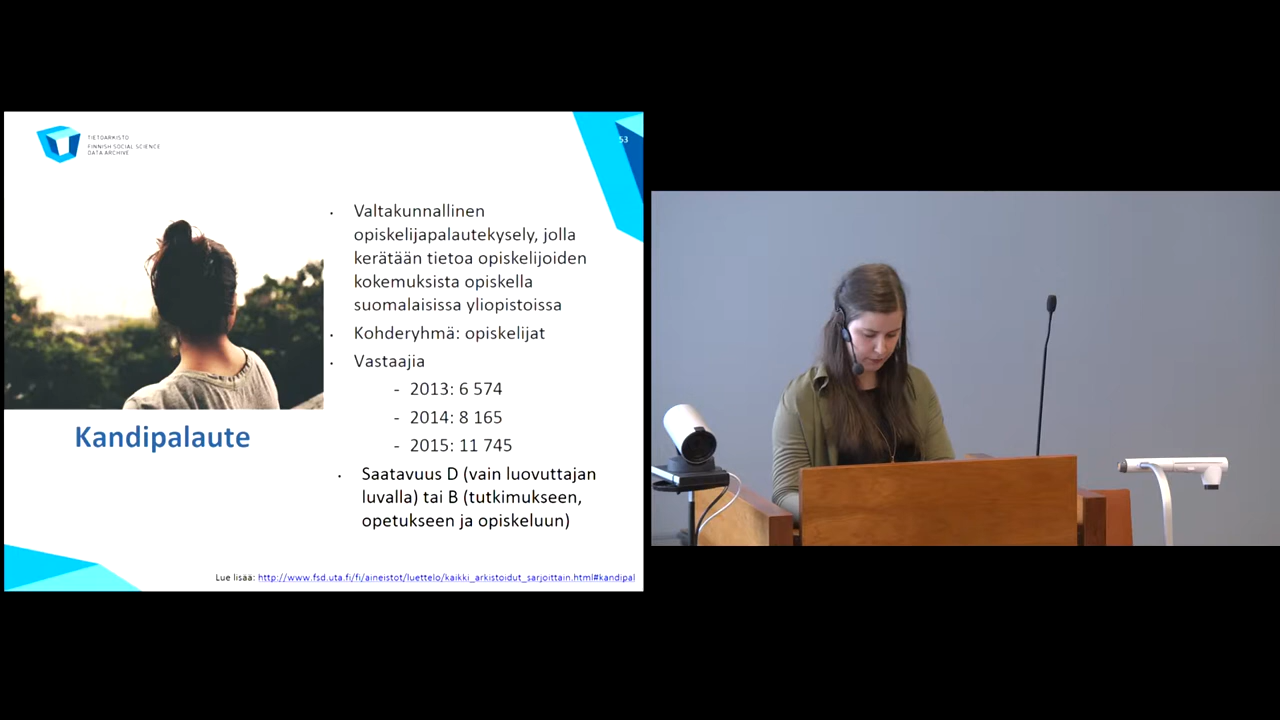 TIETOARKISTO
FINNISH SOCIAL SCIENCE
DATA ARCHIVE
53
• Valtakunnallinen
opiskelijapalautekysely, jolla
kerätään tietoa opiskelijoiden
kokemuksista opiskella
suomalaisissa yliopistoissa
• Kohderyhmä: opiskelijat
• Vastaajia
- 2013: 6 574
- 2014: 8 165
- 2015: 11 745
• Saatavuus D (vain luovuttajan
luvalla) tai B (tutkimukseen,
opetukseen ja opiskeluun)
Kandipalaute
Lue lisää: http://www.fsd.uta.fi/fi/aineistot/luettelo/kaikki_arkistoidut_sarjoittain.html#kandipal